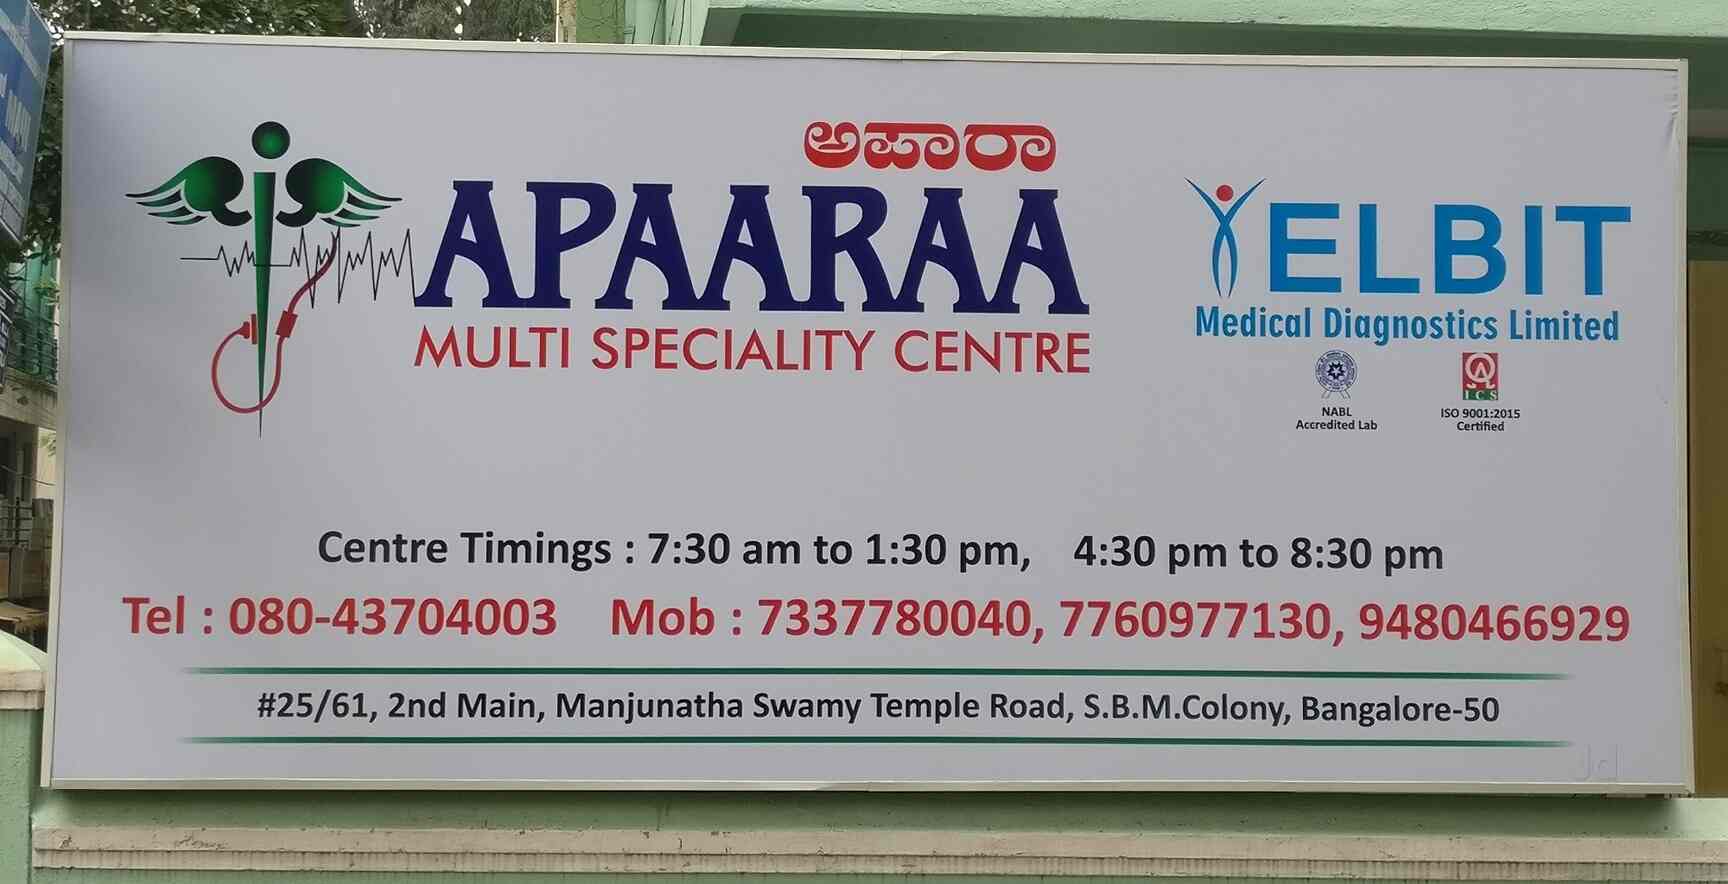 ಅಪಾರಾ
APAARAA
MULTI SPECIALITY CENTRE
YELBIT
Medical Diagnostics Limited
NABL
Accredited Lab
ICS
ISO 9001:2015
Certified
Centre Timings : 7:30 am to 1:30 pm, 4:30 pm to 8:30 pm
Tel : 080-43704003 Mob : 7337780040, 7760977130, 9480466929
#25/61, 2nd Main, Manjunatha Swamy Temple Road, S.B.M.Colony, Bangalore-50